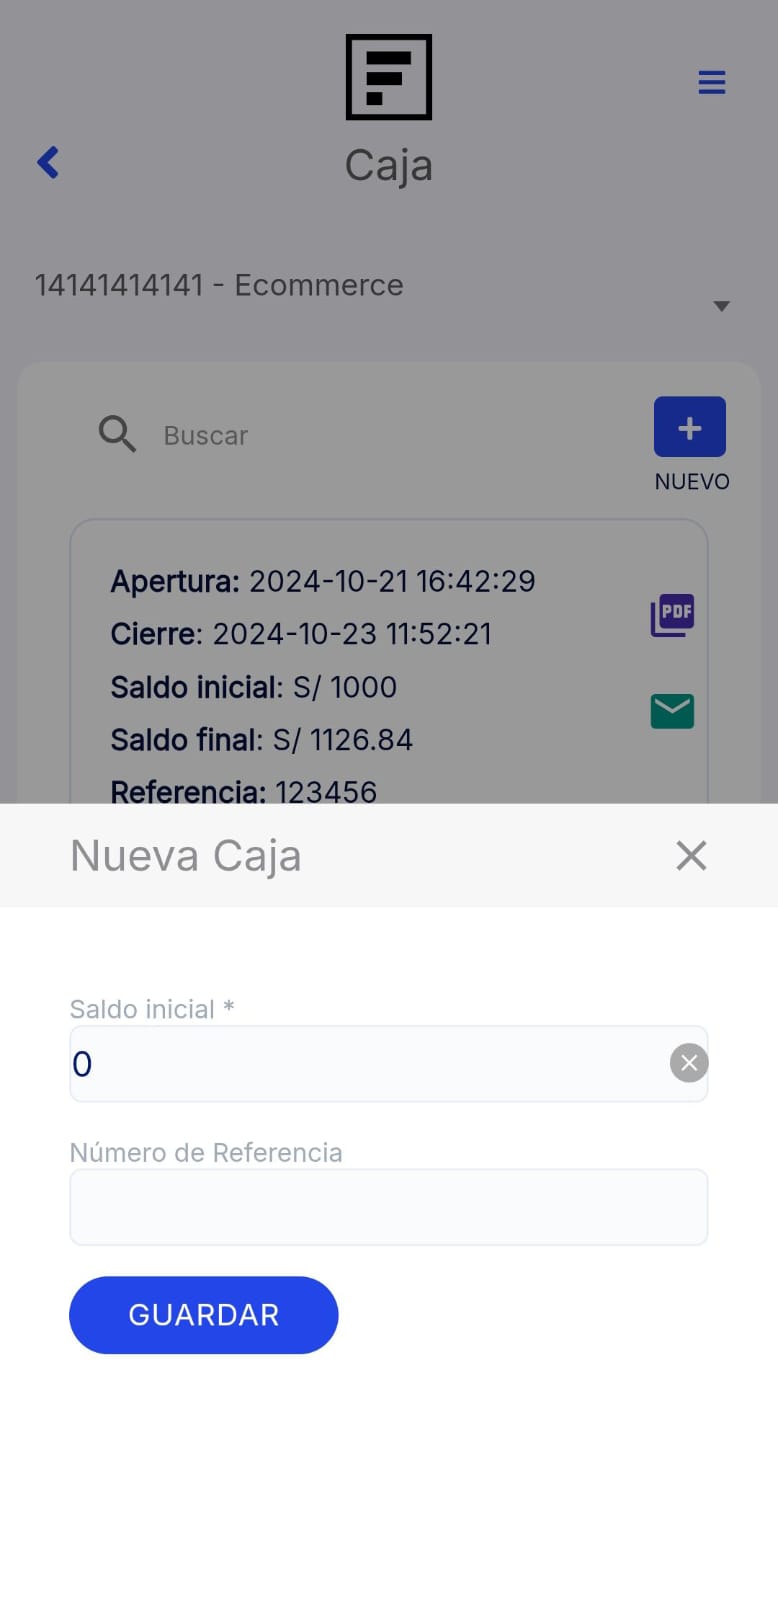 Caja
14141414141 - Ecommerce
Buscar
NUEVO
Apertura: 2024-10-21 16:42:29
Cierre: 2024-10-23 11:52:21
PDF
Saldo inicial: S/ 1000
Saldo final: S/ 1126.84
Referencia: 123456
Nueva Caja
Saldo inicial *
0
Número de Referencia
GUARDAR